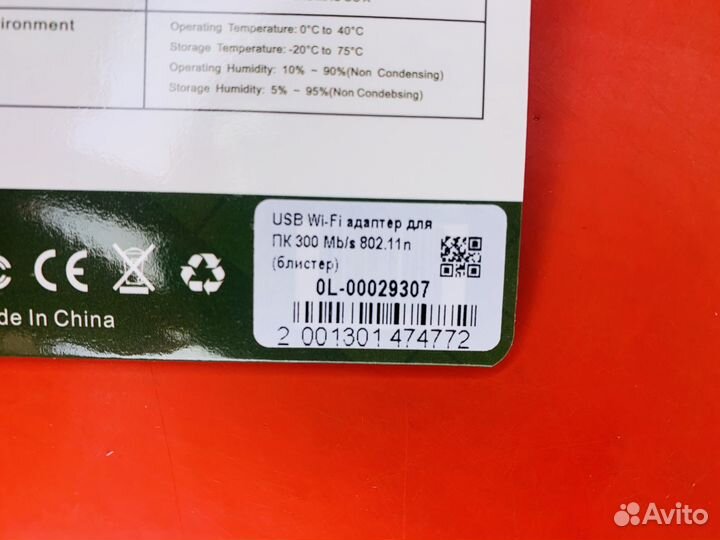 ironment
Operating Temperature: 0°C to 40°C
Storage Temperature: -20°C to 75°C
Operating Humidity: 10% ~ 90%(Non Condensing)
Storage Humidity: 5% ~ 95%(Non Condebsing)
USB Wi-Fi адаптер для
ПК 300 Mb/s 802.11n
(блистер)
0L-00029307
2 001301 474772
CE
de In China
Avito